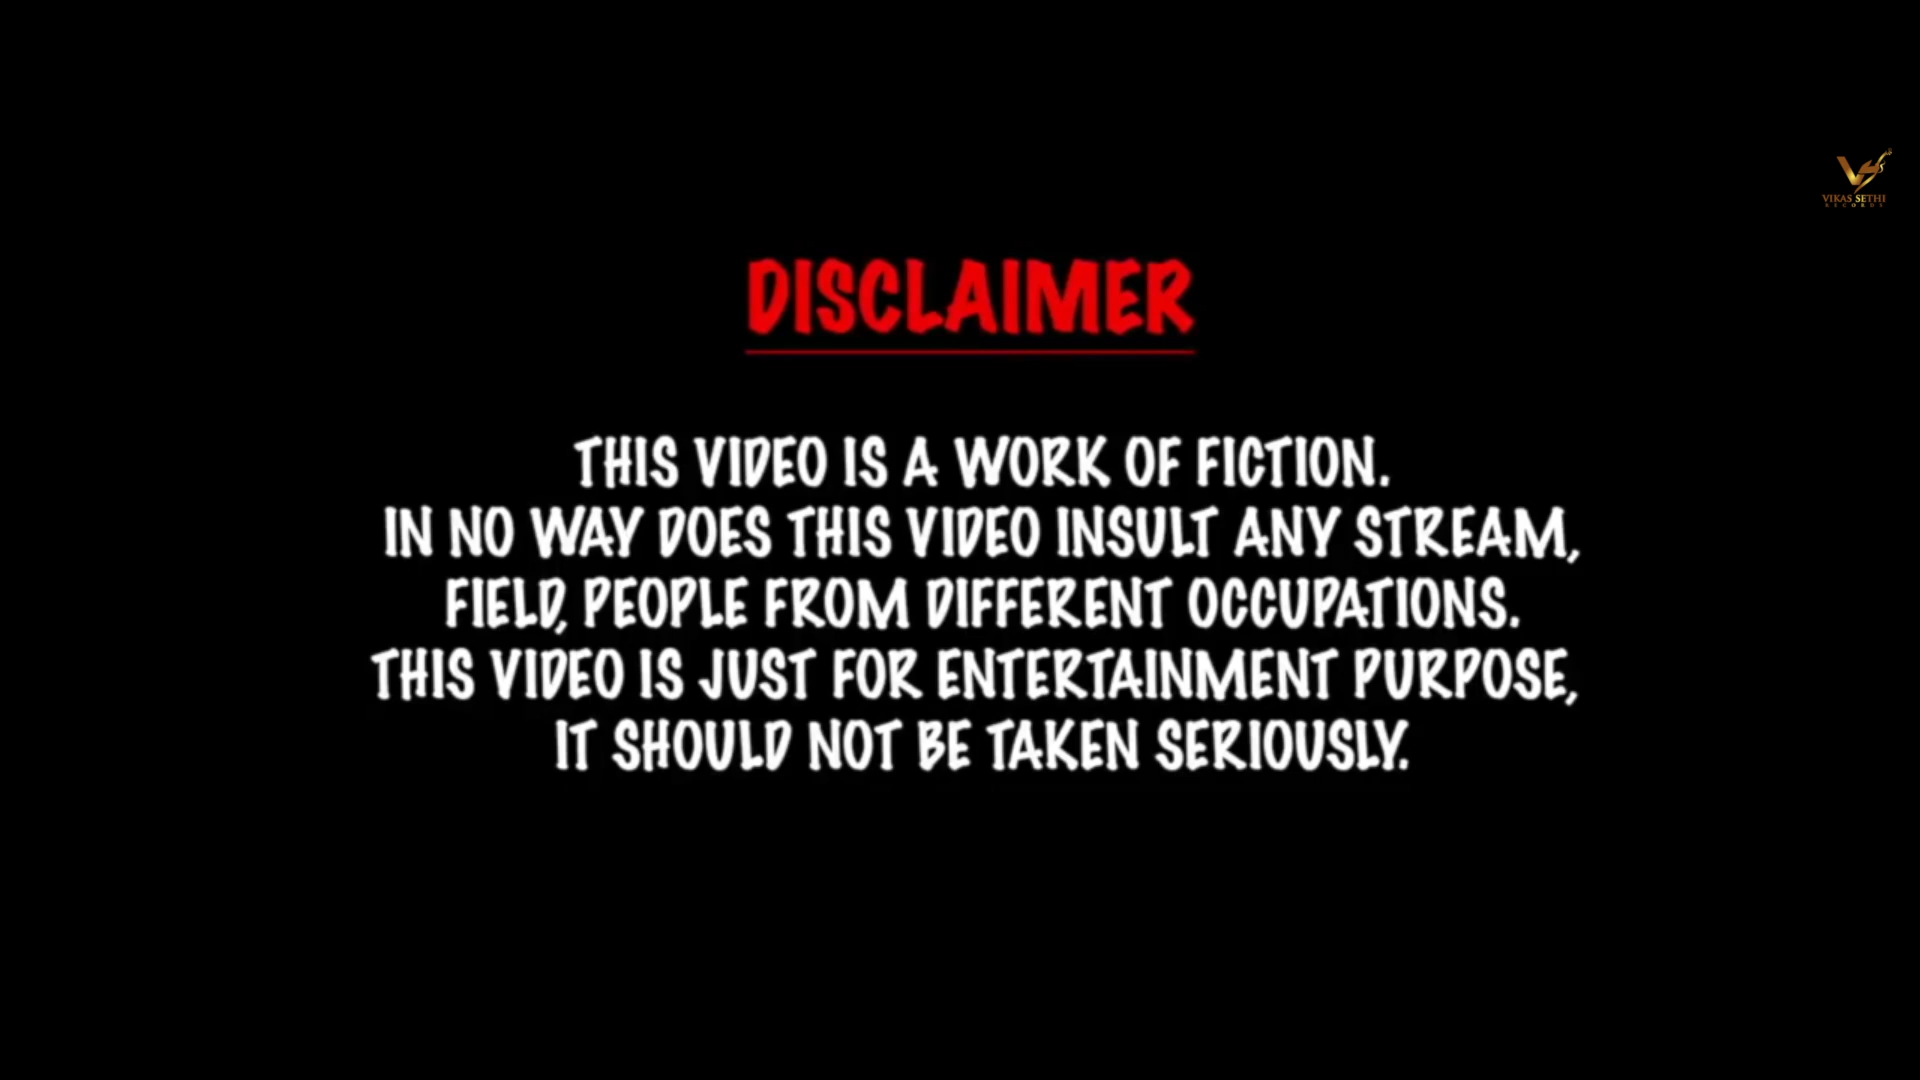 VIKAS SETHI
RECORDS
DISCLAIMER
THIS VIDEO IS A WORK OF FICTION.
IN NO WAY DOES THIS VIDEO INSULT ANY STREAM,
FIELD, PEOPLE FROM DIFFERENT OCCUPATIONS.
THIS VIDEO IS JUST FOR ENTERTAINMENT PURPOSE,
IT SHOULD NOT BE TAKEN SERIOUSLY.